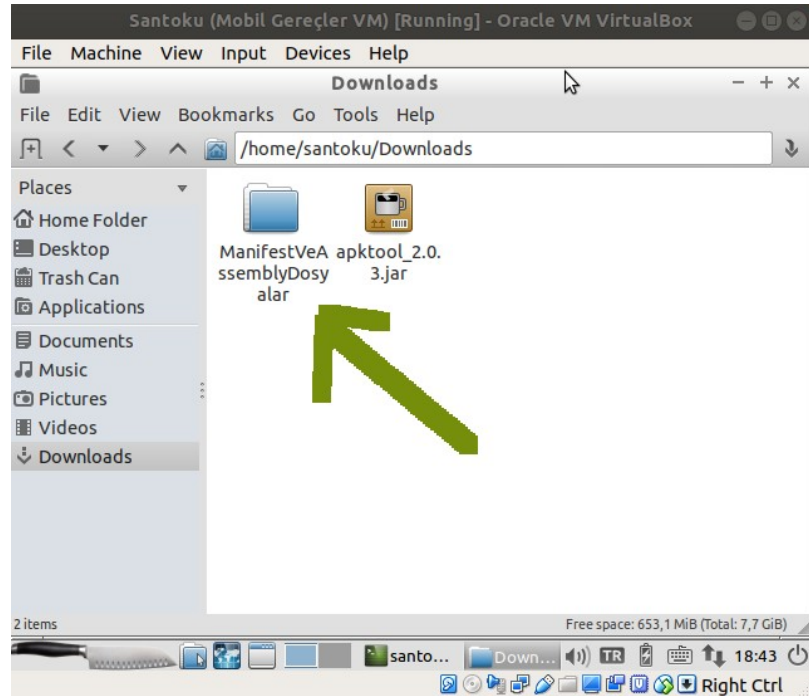 Santoku (Mobil Gereçler VM) [Running] - Oracle VM VirtualBox
File Machine View Input Devices Help
Downloads
File Edit View Bookmarks Go Tools Help
/home/santoku/Downloads
Places
Home Folder
Desktop
Trash Can
Applications
Documents
Music
Pictures
Videos
Downloads
ManifestVeA
ssemblyDosy
alar
apktool_2.0.
3.jar
2 items
Free space: 653,1 MiB (Total: 7,7 GiB)
santo...
Down...
TR
18:43
Right Ctrl